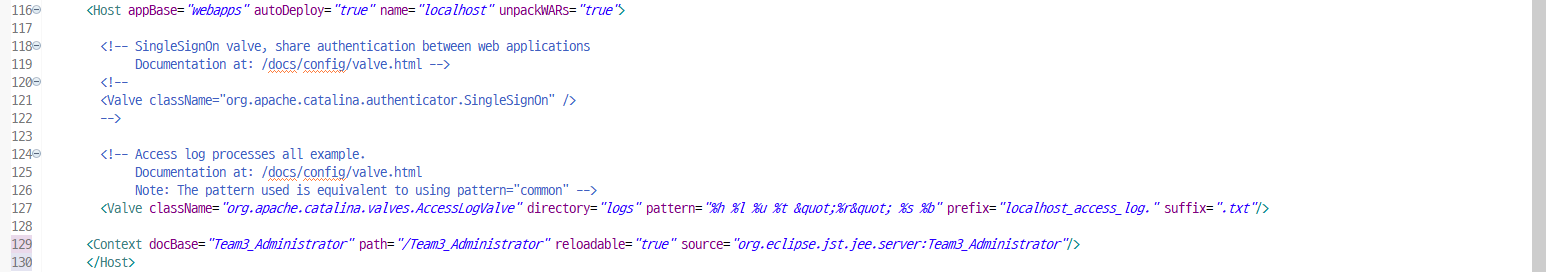 116 <Host appBase="webapps" autoDeploy="true" name="localhost" unpackWARs="true">
117
118 <!-- SingleSignOn valve, share authentication between web applications
119 Documentation at: /docs/config/valve.html -->
120 <!--
121 <Valve className="org.apache.catalina.authenticator.SingleSignOn" />
122 -->
123
124 <!-- Access log processes all example.
125 Documentation at: /docs/config/valve.html
126 Note: The pattern used is equivalent to using pattern="common" -->
127 <Valve className="org.apache.catalina.valves.AccessLogValve" directory="logs" pattern="%h %l %u %t &quot;%r&quot; %s %b" prefix="localhost_access_log." suffix=".txt"/>
128
129 <Context docBase="Team3_Administrator" path="/Team3_Administrator" reloadable="true" source="org.eclipse.jst.jee.server:Team3_Administrator"/>
130 </Host>